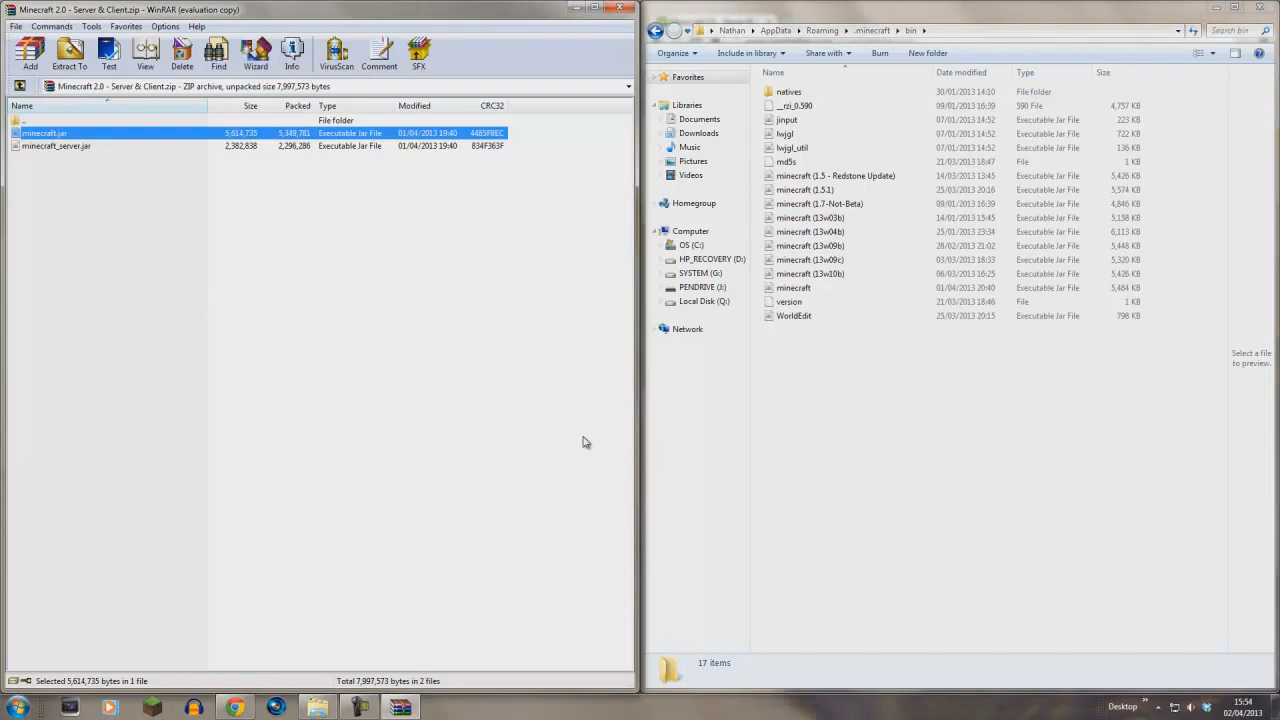 Minecraft 2.0 - Server & Client.zip - WinRAR (evaluation copy)
File Commands Tools Favorites Options Help
Add Extract To Test View Delete Find Wizard Info VirusScan Comment SFX
Minecraft 2.0 - Server & Client.zip - ZIP archive, unpacked size 7,997,573 bytes
Name Size Packed Type Modified CRC32
.. File folder
minecraft.jar 5,614,735 5,349,781 Executable Jar File 01/04/2013 19:40 4485FBEC
minecraft_server.jar 2,382,838 2,296,286 Executable Jar File 01/04/2013 19:40 834F363F
Selected 5,614,735 bytes in 1 file Total 7,997,573 bytes in 2 files
Nathan AppData Roaming .minecraft bin Search bin
Organize Include in library Share with Burn New folder
Favorites
Libraries
Documents
Downloads
Music
Pictures
Videos
Homegroup
Computer
OS (C:)
HP_RECOVERY (D:)
SYSTEM (G:)
PENDRIVE (J:)
Local Disk (Q:)
Network
Name Date modified Type Size
natives 30/01/2013 14:10 File folder
__rzi_0.590 09/01/2013 16:39 590 File 4,757 KB
jinput 07/04/2013 14:52 Executable Jar File 223 KB
lwjgl 07/04/2013 14:52 Executable Jar File 722 KB
lwjgl_util 07/04/2013 14:52 Executable Jar File 136 KB
md5s 21/03/2013 18:47 File 1 KB
minecraft (1.5 - Redstone Update) 14/03/2013 13:45 Executable Jar File 5,426 KB
minecraft (1.5.1) 25/03/2013 20:16 Executable Jar File 5,574 KB
minecraft (1.7-Not-Beta) 09/01/2013 16:39 Executable Jar File 4,846 KB
minecraft (13w03b) 14/01/2013 15:45 Executable Jar File 5,158 KB
minecraft (13w04b) 25/01/2013 23:34 Executable Jar File 6,113 KB
minecraft (13w09b) 28/02/2013 21:02 Executable Jar File 5,448 KB
minecraft (13w09c) 03/03/2013 18:33 Executable Jar File 5,320 KB
minecraft (13w10b) 06/03/2013 16:25 Executable Jar File 5,426 KB
minecraft 01/04/2013 20:40 Executable Jar File 5,484 KB
version 21/03/2013 18:46 File 1 KB
WorldEdit 25/03/2013 20:15 Executable Jar File 798 KB
Select a file
to preview.
17 items
Desktop
15:54
02/04/2013